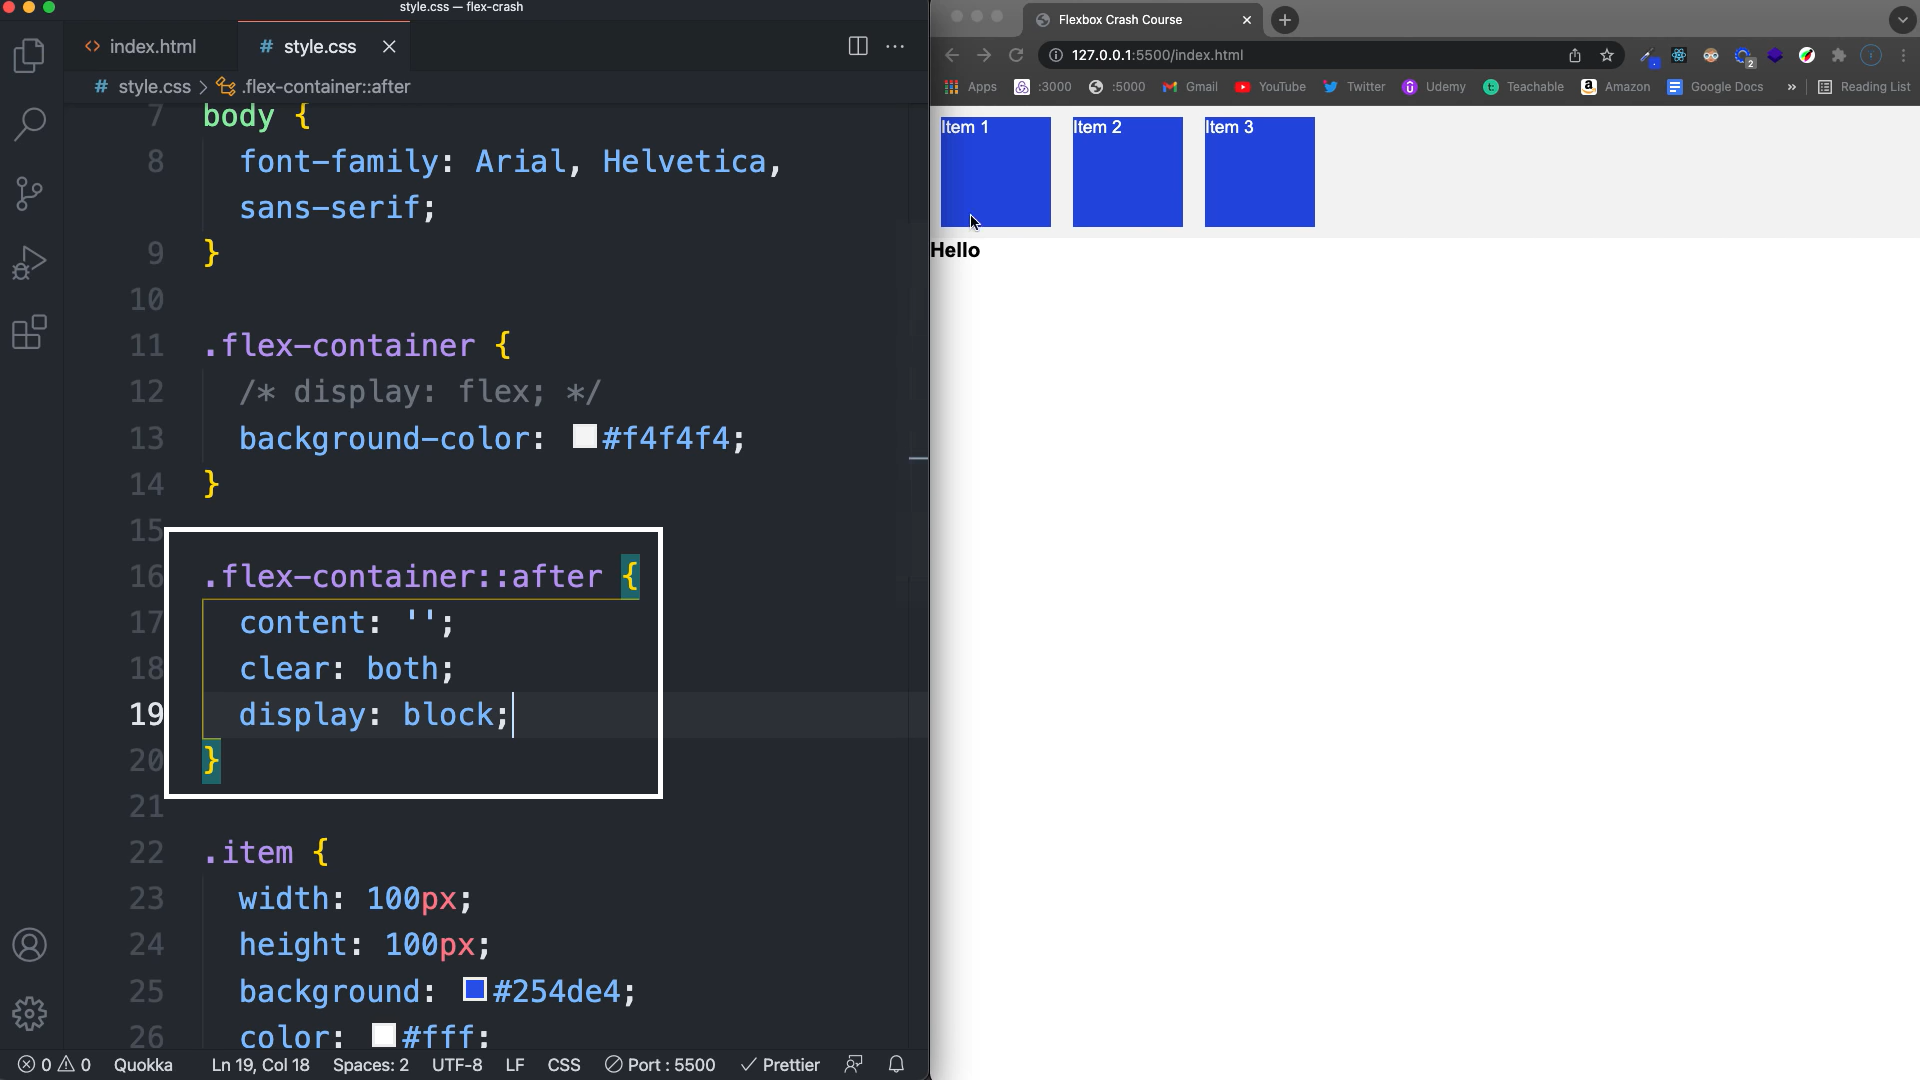 style.css — flex-crash
index.html
# style.css
# style.css > .flex-container::after
7 body {
8 font-family: Arial, Helvetica,
sans-serif;
9 }
10
11 .flex-container {
12 /* display: flex; */
13 background-color: #f4f4f4;
14 }
15
16 .flex-container::after {
17 content: '';
18 clear: both;
19 display: block;
20 }
21
22 .item {
23 width: 100px;
24 height: 100px;
25 background: #254de4;
26 color: #fff;
0 0 Quokka Ln 19, Col 18 Spaces: 2 UTF-8 LF CSS Port : 5500 Prettier
Flexbox Crash Course
127.0.0.1:5500/index.html
2
Apps :3000 :5000 Gmail YouTube Twitter Udemy Teachable Amazon Google Docs » Reading List
Item 1 Item 2 Item 3
Hello